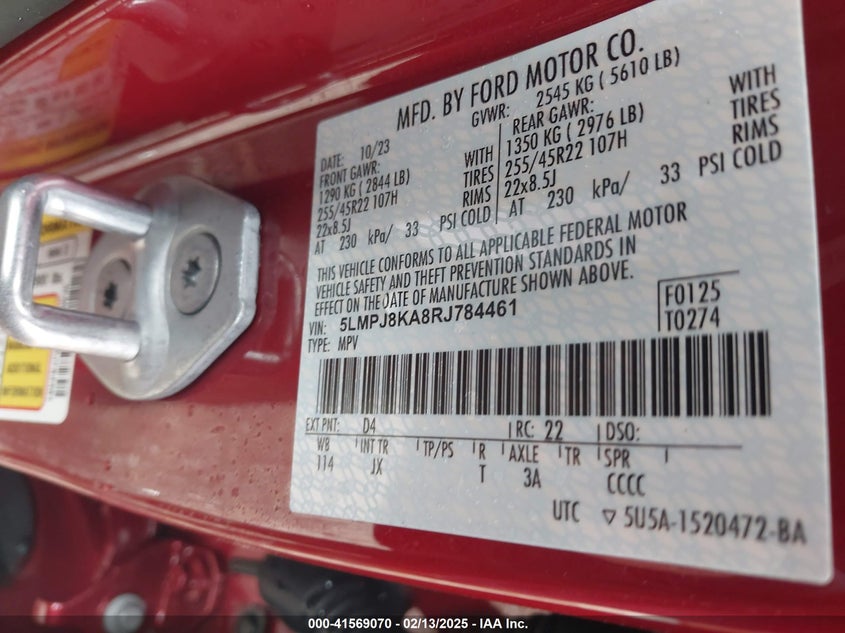 MFD. BY FORD MOTOR CO.
DATE: 10/23
GVWR: 2545 KG ( 5610 LB)
FRONT GAWR:
REAR GAWR:
1290 KG ( 2844 LB) WITH
1350 KG ( 2976 LB) WITH
255/45R22 107H TIRES
255/45R22 107H TIRES
22x8.5J RIMS
22x8.5J RIMS
AT 230 kPa/ 33 PSI COLD
AT 230 kPa/ 33 PSI COLD
THIS VEHICLE CONFORMS TO ALL APPLICABLE FEDERAL MOTOR
VEHICLE SAFETY AND THEFT PREVENTION STANDARDS IN
EFFECT ON THE DATE OF MANUFACTURE SHOWN ABOVE.
VIN: 5LMPJ8KA8RJ784461
TYPE: MPV
F0125
T0274
EXT PNT: D4 RC: 22 DSO:
WB INT TR TP/PS R AXLE TR SPR
114 JX T 3A CCCC
UTC ▽ 5U5A-1520472-BA
ADDITIONAL
INFORMATION
000-41569070 - 02/13/2025 - IAA Inc.